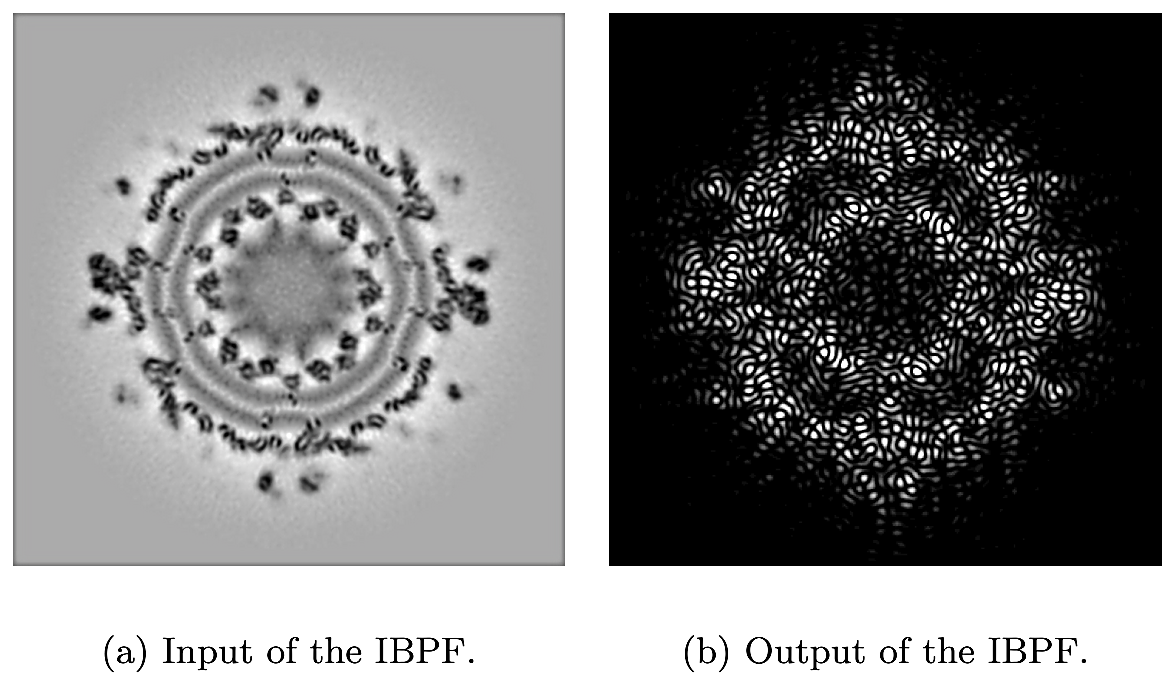 (a) Input of the IBPF.
(b) Output of the IBPF.